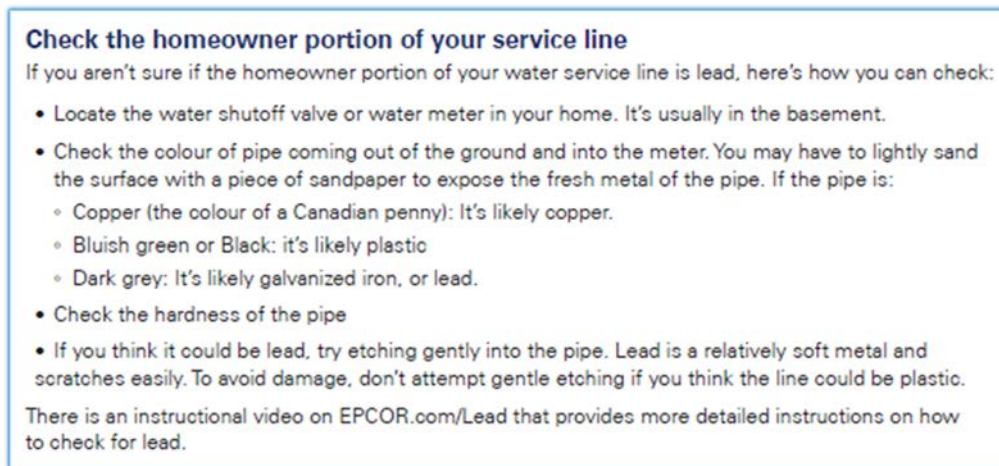 Check the homeowner portion of your service line
If you aren't sure if the homeowner portion of your water service line is lead, here's how you can check:
• Locate the water shutoff valve or water meter in your home. It's usually in the basement.
• Check the colour of pipe coming out of the ground and into the meter. You may have to lightly sand
the surface with a piece of sandpaper to expose the fresh metal of the pipe. If the pipe is:
◦ Copper (the colour of a Canadian penny): It's likely copper.
◦ Bluish green or Black: it's likely plastic
◦ Dark grey: It's likely galvanized iron, or lead.
• Check the hardness of the pipe
• If you think it could be lead, try etching gently into the pipe. Lead is a relatively soft metal and
scratches easily. To avoid damage, don't attempt gentle etching if you think the line could be plastic.
There is an instructional video on EPCOR.com/Lead that provides more detailed instructions on how
to check for lead.